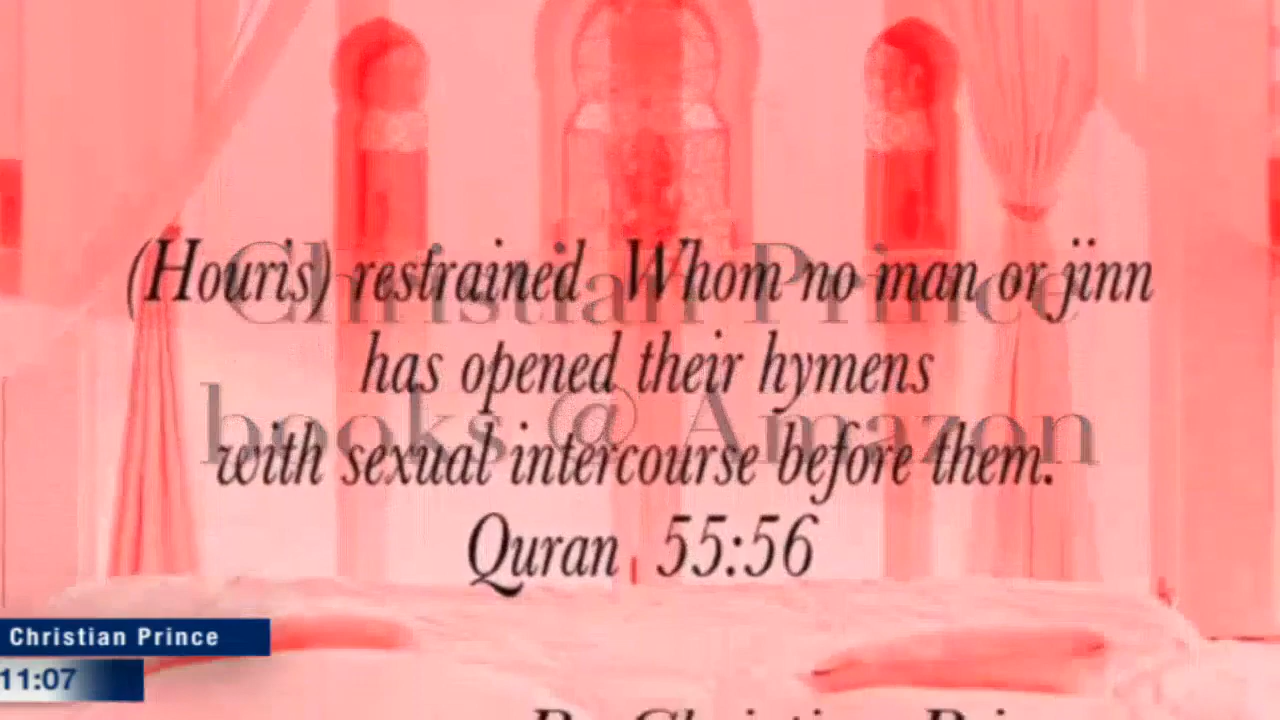 (Houris) restrained Whom no man or jinn
Christian Prince
has opened their hymens
books @ Amazon
with sexual intercourse before them.
Quran 55:56
Christian Prince
11:07